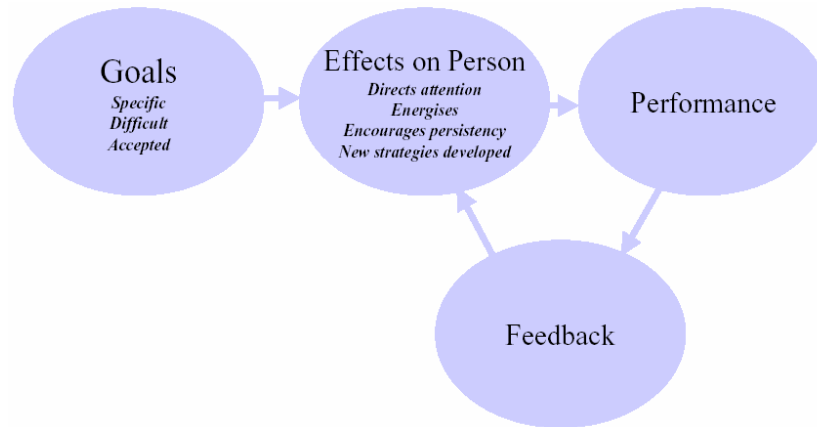 Goals
Specific
Difficult
Accepted
Effects on Person
Directs attention
Energises
Encourages persistency
New strategies developed
Performance
Feedback